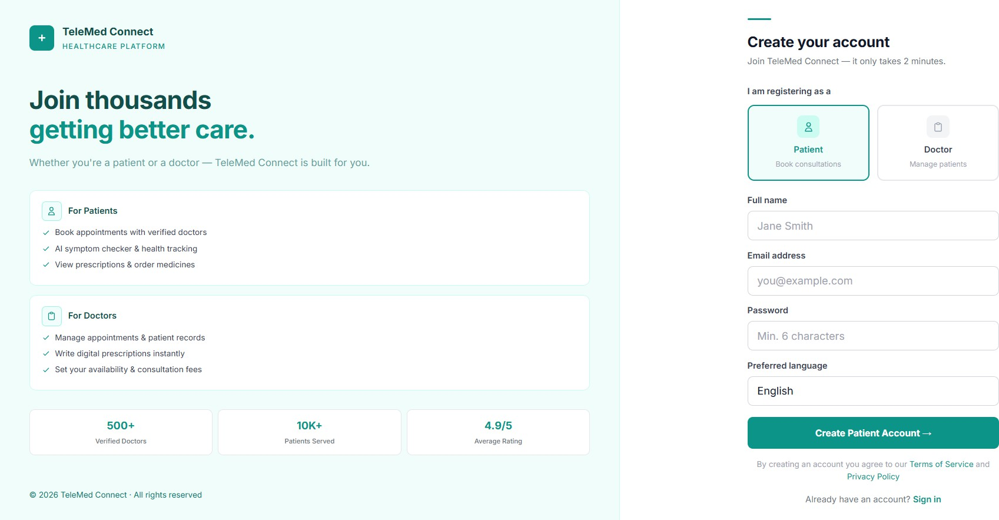 TeleMed Connect
HEALTHCARE PLATFORM
Join thousands
getting better care.
Whether you're a patient or a doctor — TeleMed Connect is built for you.
For Patients
Book appointments with verified doctors
AI symptom checker & health tracking
View prescriptions & order medicines
For Doctors
Manage appointments & patient records
Write digital prescriptions instantly
Set your availability & consultation fees
500+
Verified Doctors
10K+
Patients Served
4.9/5
Average Rating
© 2026 TeleMed Connect · All rights reserved
Create your account
Join TeleMed Connect — it only takes 2 minutes.
I am registering as a
Patient
Book consultations
Doctor
Manage patients
Full name
Jane Smith
Email address
you@example.com
Password
Min. 6 characters
Preferred language
English
Create Patient Account →
By creating an account you agree to our Terms of Service and
Privacy Policy
Already have an account? Sign in